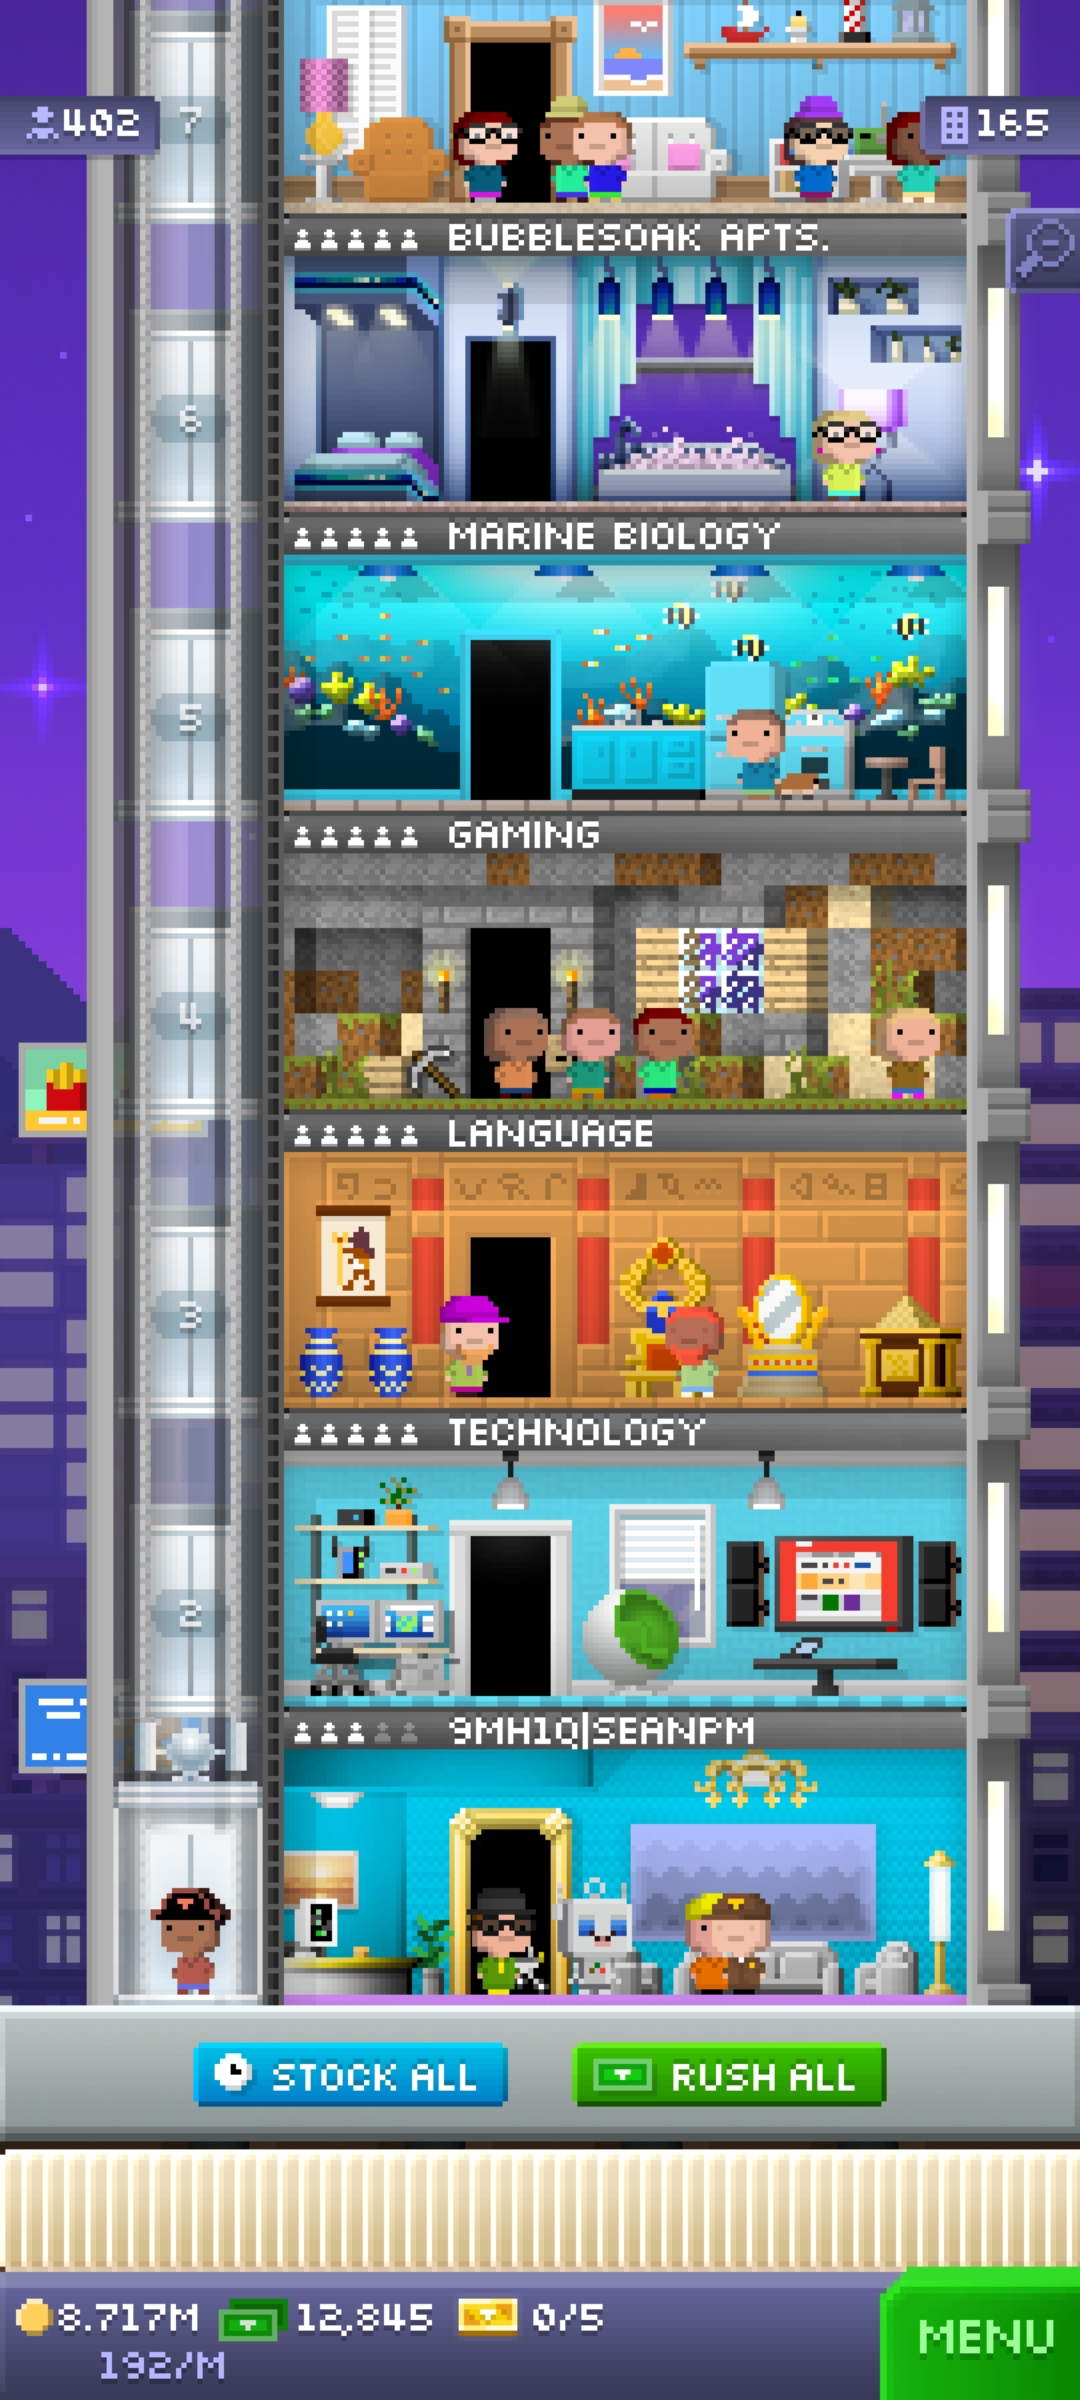 402
7
165
BUBBLESOAK APTS.
6
MARINE BIOLOGY
5
GAMING
4
LANGUAGE
3
TECHNOLOGY
2
9MH1Q|SEANPM
STOCK ALL
RUSH ALL
8.717M
12,845
0/5
MENU
192/M